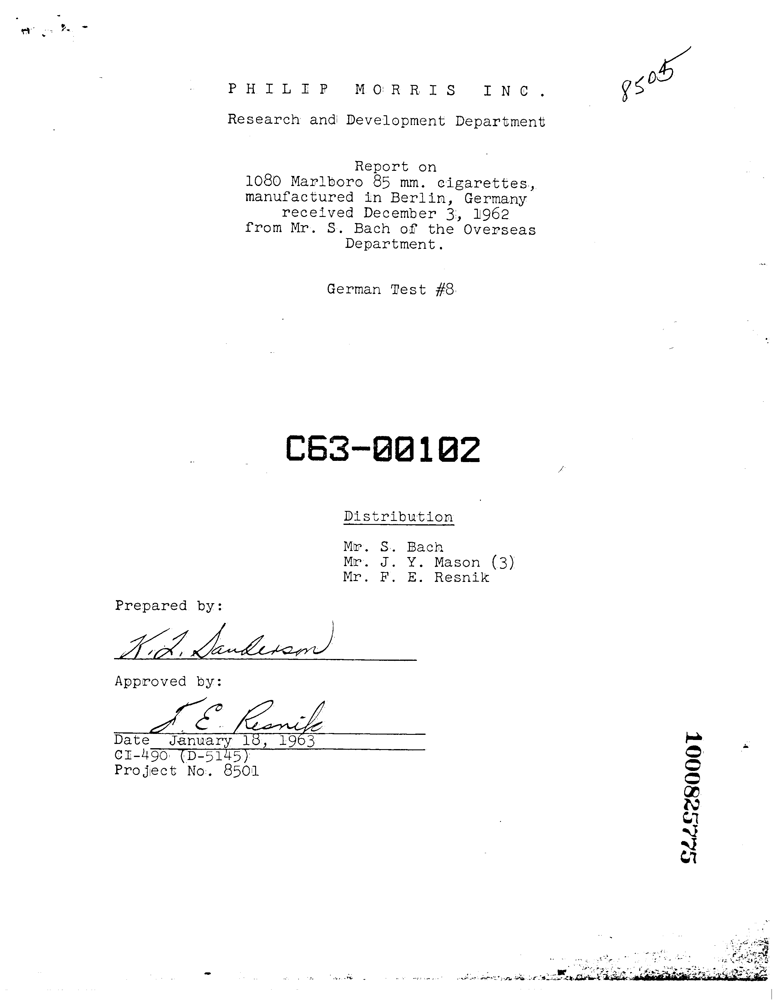 8505
PHILIP MORRIS INC.
Research and Development Department
Report on
1080 Marlboro 85 mm. cigarettes,
manufactured in Berlin, Germany
received December 3, 1962
from Mr. S. Bach of the Overseas
Department.
German Test #8
C63-00102
Distribution
Mr. S. Bach
Mr. J. Y. Mason (3)
Mr. F. E. Resnik
Prepared by:
K. L. Sanderson
Approved by:
F. E. Resnik
Date January 18, 1963
CI-490 (D-5145)
Project No. 8501
1000825775